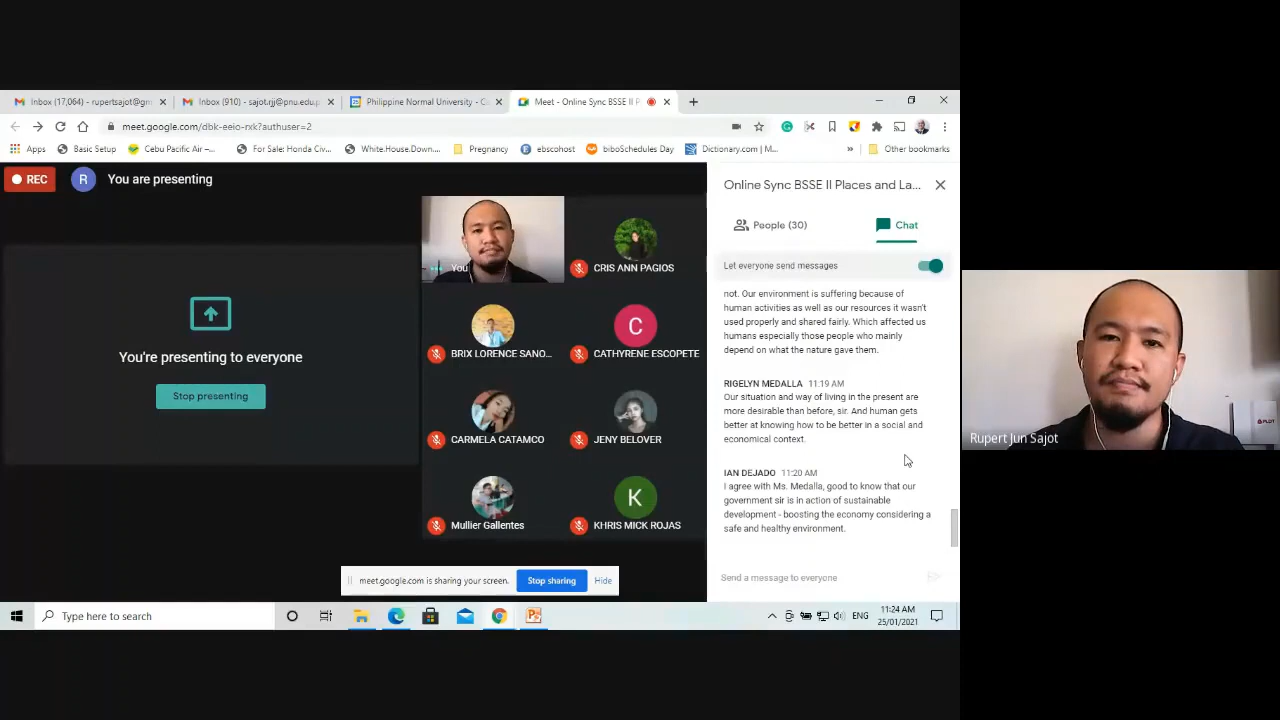 Inbox (17,064) - rupertsajot@gm
Inbox (910) - sajot.rjj@pnu.edu.p
Philippine Normal University - C
Meet - Online Sync BSSE II P
meet.google.com/dbk-eeio-rxk?authuser=2
Apps
Basic Setup
Cebu Pacific Air –...
For Sale: Honda Civ...
White.House.Down....
Pregnancy
ebscohost
biboSchedules Day
Dictionary.com | M...
»
Other bookmarks
REC
R
You are presenting
Online Sync BSSE II Places and La...
People (30)
Chat
Let everyone send messages
You
CRIS ANN PAGIOS
BRIX LORENCE SANO...
C
CATHYRENE ESCOPETE
CARMELA CATAMCO
JENY BELOVER
Mullier Gallentes
K
KHRIS MICK ROJAS
You're presenting to everyone
Stop presenting
not. Our environment is suffering because of
human activities as well as our resources it wasn't
used properly and shared fairly. Which affected us
humans especially those people who mainly
depend on what the nature gave them.
RIGELYN MEDALLA 11:19 AM
Our situation and way of living in the present are
more desirable than before, sir. And human gets
better at knowing how to be better in a social and
economical context.
IAN DEJADO 11:20 AM
I agree with Ms. Medalla, good to know that our
government sir is in action of sustainable
development - boosting the economy considering a
safe and healthy environment.
Send a message to everyone
meet.google.com is sharing your screen.
Stop sharing
Hide
Type here to search
ENG
11:24 AM
25/01/2021
Rupert Jun Sajot